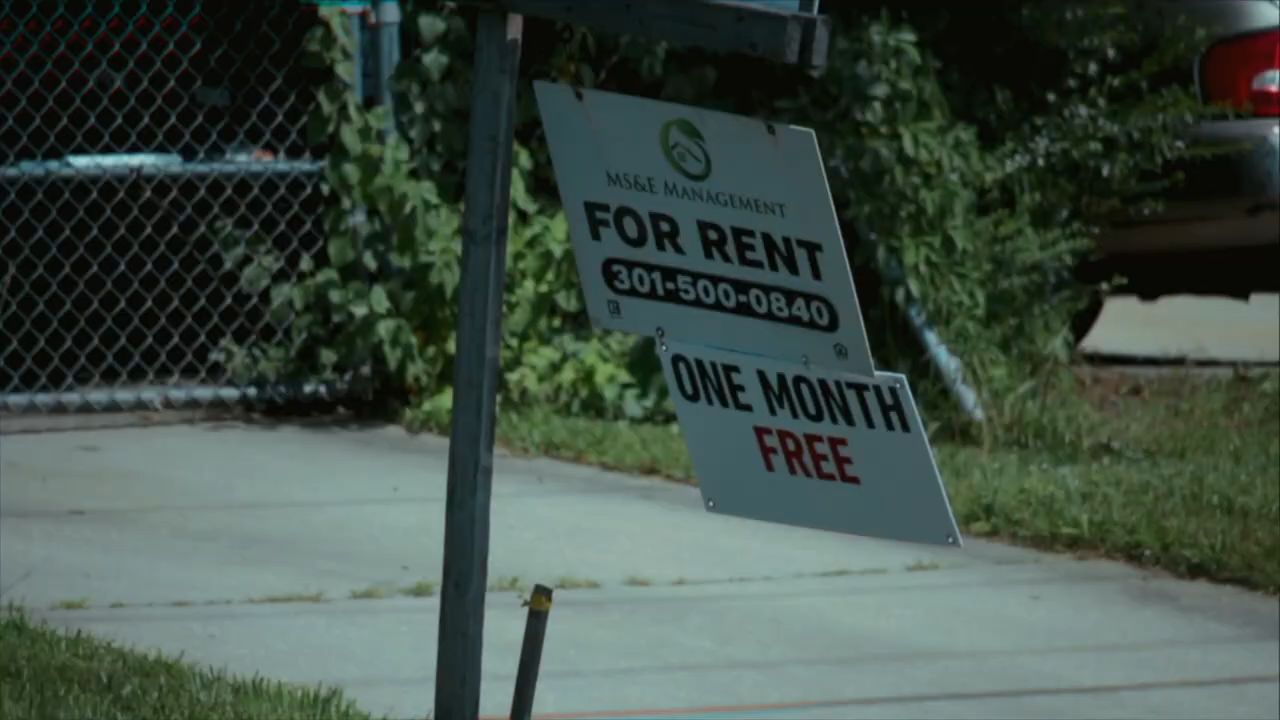 MS&E MANAGEMENT
FOR RENT
301-500-0840
ONE MONTH
FREE